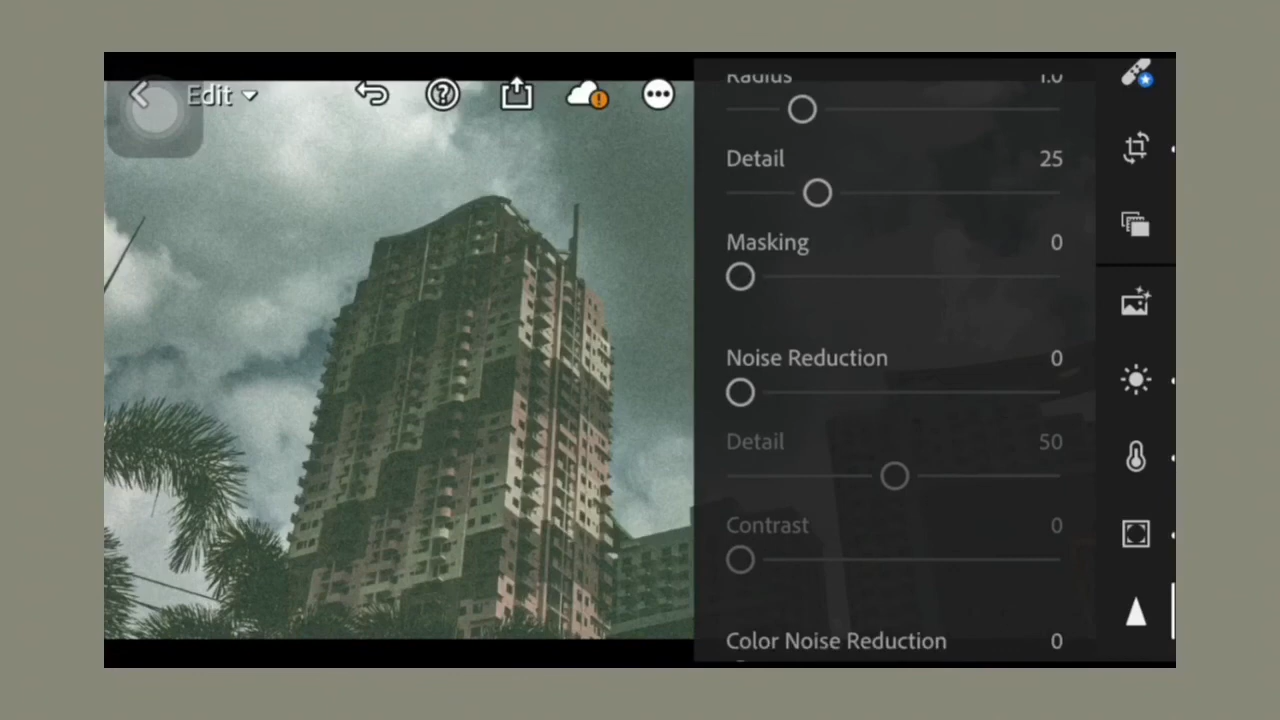 Edit
Radius 1.0
Detail 25
Masking 0
Noise Reduction 0
Detail 50
Contrast 0
Color Noise Reduction 0